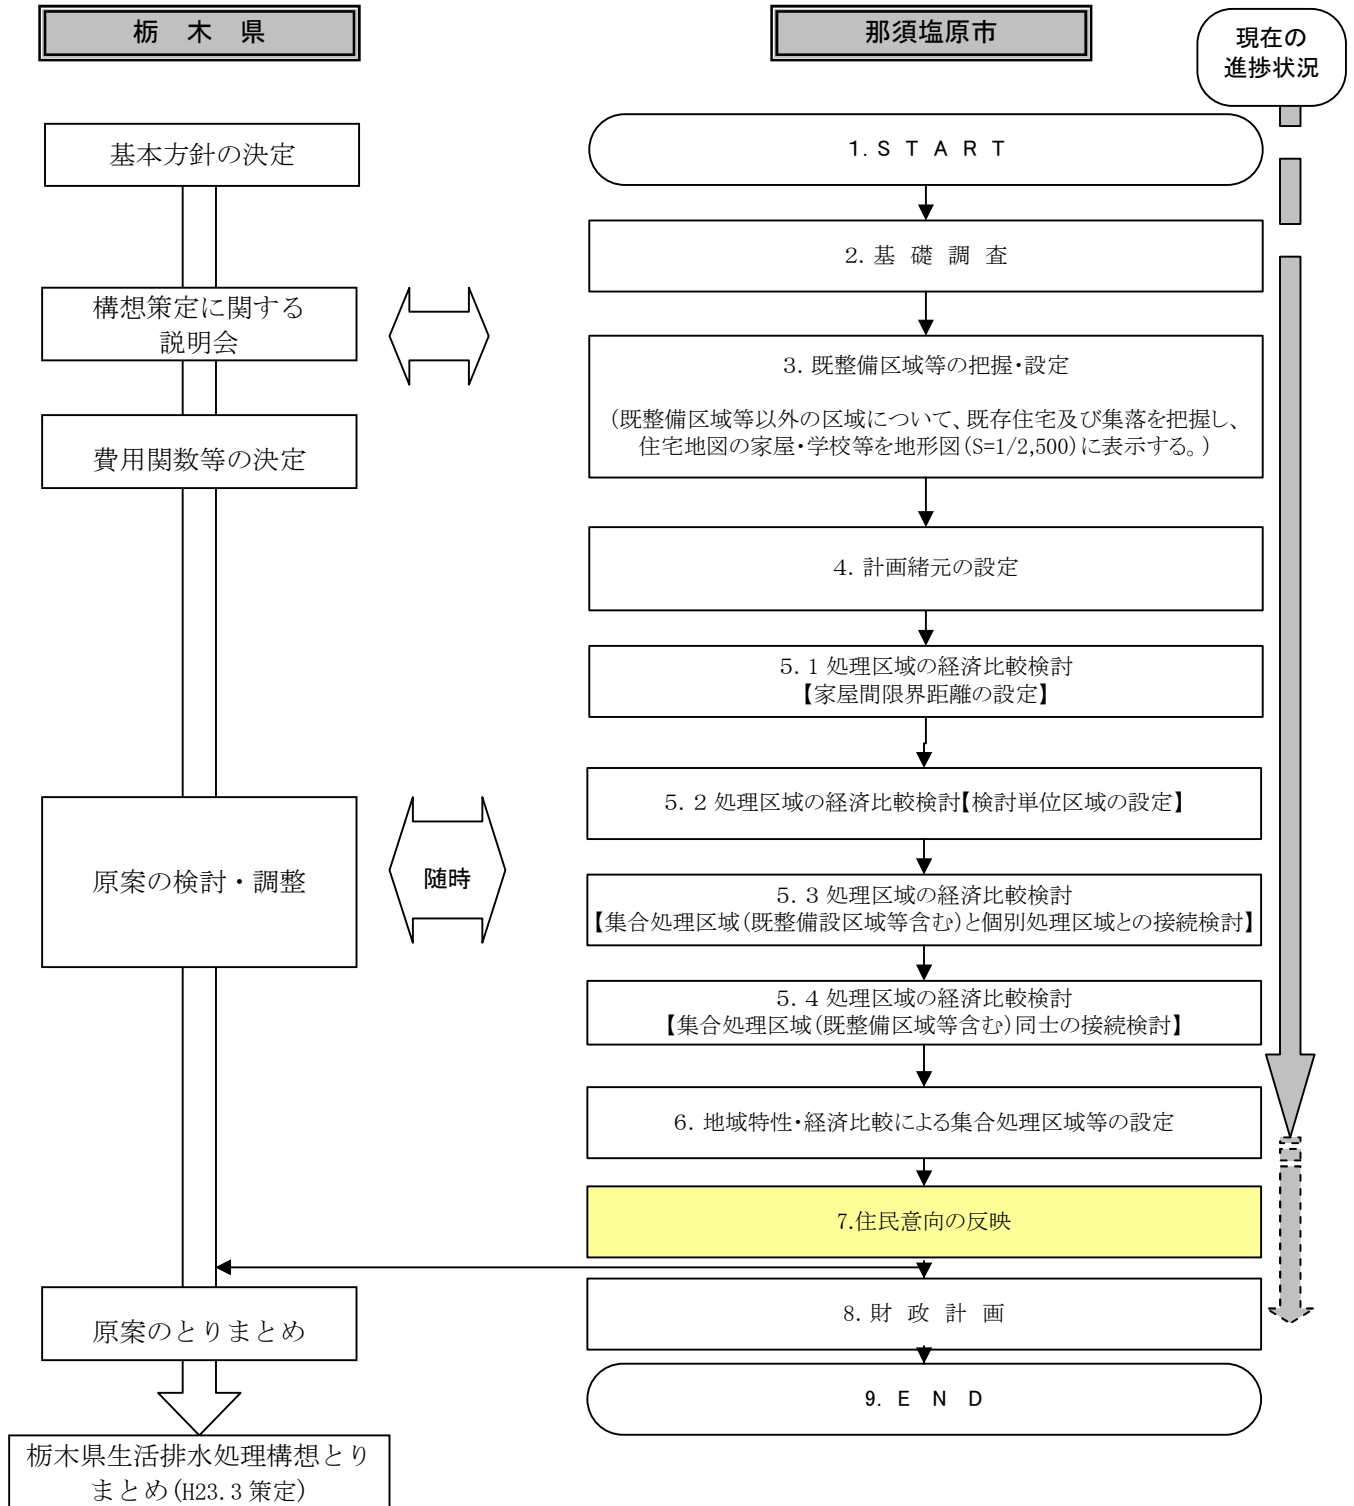 栃　木　県
那須塩原市
現在の
進捗状況
基本方針の決定
構想策定に関する
説明会
費用関数等の決定
原案の検討・調整
随時
原案のとりまとめ
栃木県生活排水処理構想とり
まとめ(H23.3 策定)
1. S T A R T
2. 基 礎 調 査
3. 既整備区域等の把握・設定
(既整備区域等以外の区域について、既存住宅及び集落を把握し、
住宅地図の家屋・学校等を地形図(S=1/2,500)に表示する。)
4. 計画緒元の設定
5. 1 処理区域の経済比較検討
【家屋間限界距離の設定】
5. 2 処理区域の経済比較検討【検討単位区域の設定】
5. 3 処理区域の経済比較検討
【集合処理区域(既整備設区域等含む)と個別処理区域との接続検討】
5. 4 処理区域の経済比較検討
【集合処理区域(既整備区域等含む)同士の接続検討】
6. 地域特性・経済比較による集合処理区域等の設定
7.住民意向の反映
8. 財 政 計 画
9. E N D